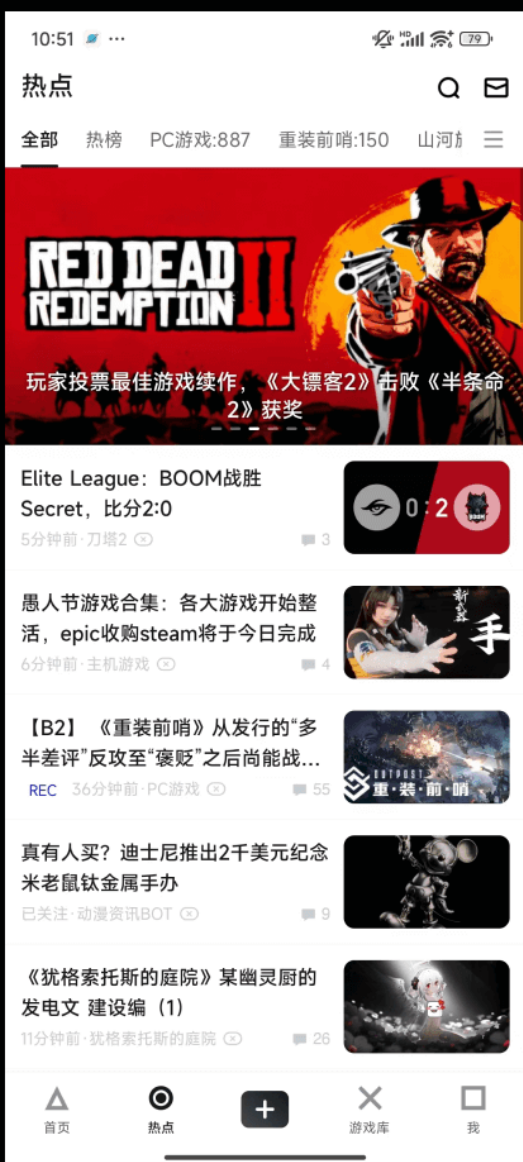 10:51
HD
79
热点
全部 热榜 PC游戏:887 重装前哨:150 山河旅
RED DEAD
REDEMPTION II
玩家投票最佳游戏续作，《大镖客2》击败《半条命
2》获奖
Elite League：BOOM战胜
Secret，比分2:0
5分钟前·刀塔2
3
0:2
BOOM
愚人节游戏合集：各大游戏开始整
活，epic收购steam将于今日完成
6分钟前·主机游戏
4
新武器
手
【B2】 《重装前哨》从发行的“多
半差评”反攻至“褒贬”之后尚能战...
REC 36分钟前·PC游戏
55
OUTPOST
重·装·前·哨
真有人买？迪士尼推出2千美元纪念
米老鼠钛金属手办
已关注·动漫资讯BOT
9
《犹格索托斯的庭院》某幽灵厨的
发电文 建设编（1）
11分钟前·犹格索托斯的庭院
26
首页 热点 游戏库 我